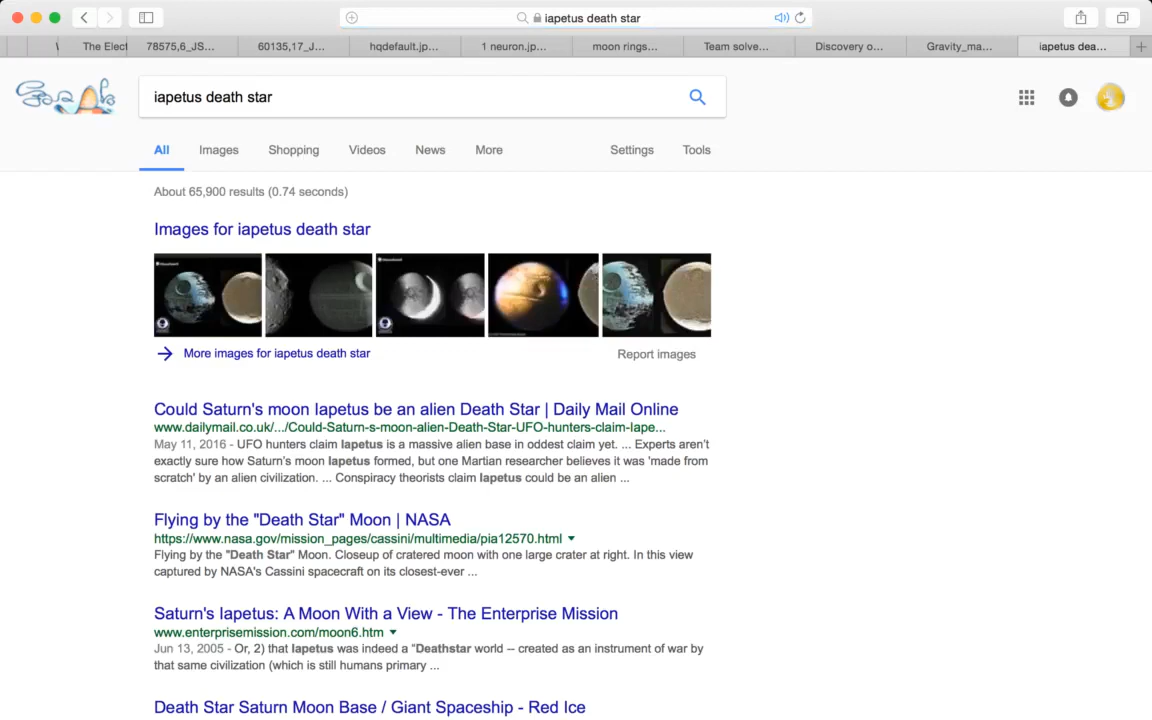 iapetus death star
The Elect
78575,6_JS...
60135,17_J...
hqdefault.jp...
1 neuron.jp...
moon rings...
Team solve...
Discovery o...
Gravity_ma...
iapetus dea...
iapetus death star
All
Images
Shopping
Videos
News
More
Settings
Tools
About 65,900 results (0.74 seconds)
Images for iapetus death star
More images for iapetus death star
Report images
Could Saturn's moon Iapetus be an alien Death Star | Daily Mail Online
www.dailymail.co.uk/.../Could-Saturn-s-moon-alien-Death-Star-UFO-hunters-claim-Iape...
May 11, 2016 - UFO hunters claim Iapetus is a massive alien base in oddest claim yet. ... Experts aren't
exactly sure how Saturn's moon Iapetus formed, but one Martian researcher believes it was 'made from
scratch' by an alien civilization. ... Conspiracy theorists claim Iapetus could be an alien ...
Flying by the "Death Star" Moon | NASA
https://www.nasa.gov/mission_pages/cassini/multimedia/pia12570.html
Flying by the "Death Star" Moon. Closeup of cratered moon with one large crater at right. In this view
captured by NASA's Cassini spacecraft on its closest-ever ...
Saturn's Iapetus: A Moon With a View - The Enterprise Mission
www.enterprisemission.com/moon6.htm
Jun 13, 2005 - Or, 2) that Iapetus was indeed a "Deathstar world -- created as an instrument of war by
that same civilization (which is still humans primary ...
Death Star Saturn Moon Base / Giant Spaceship - Red Ice